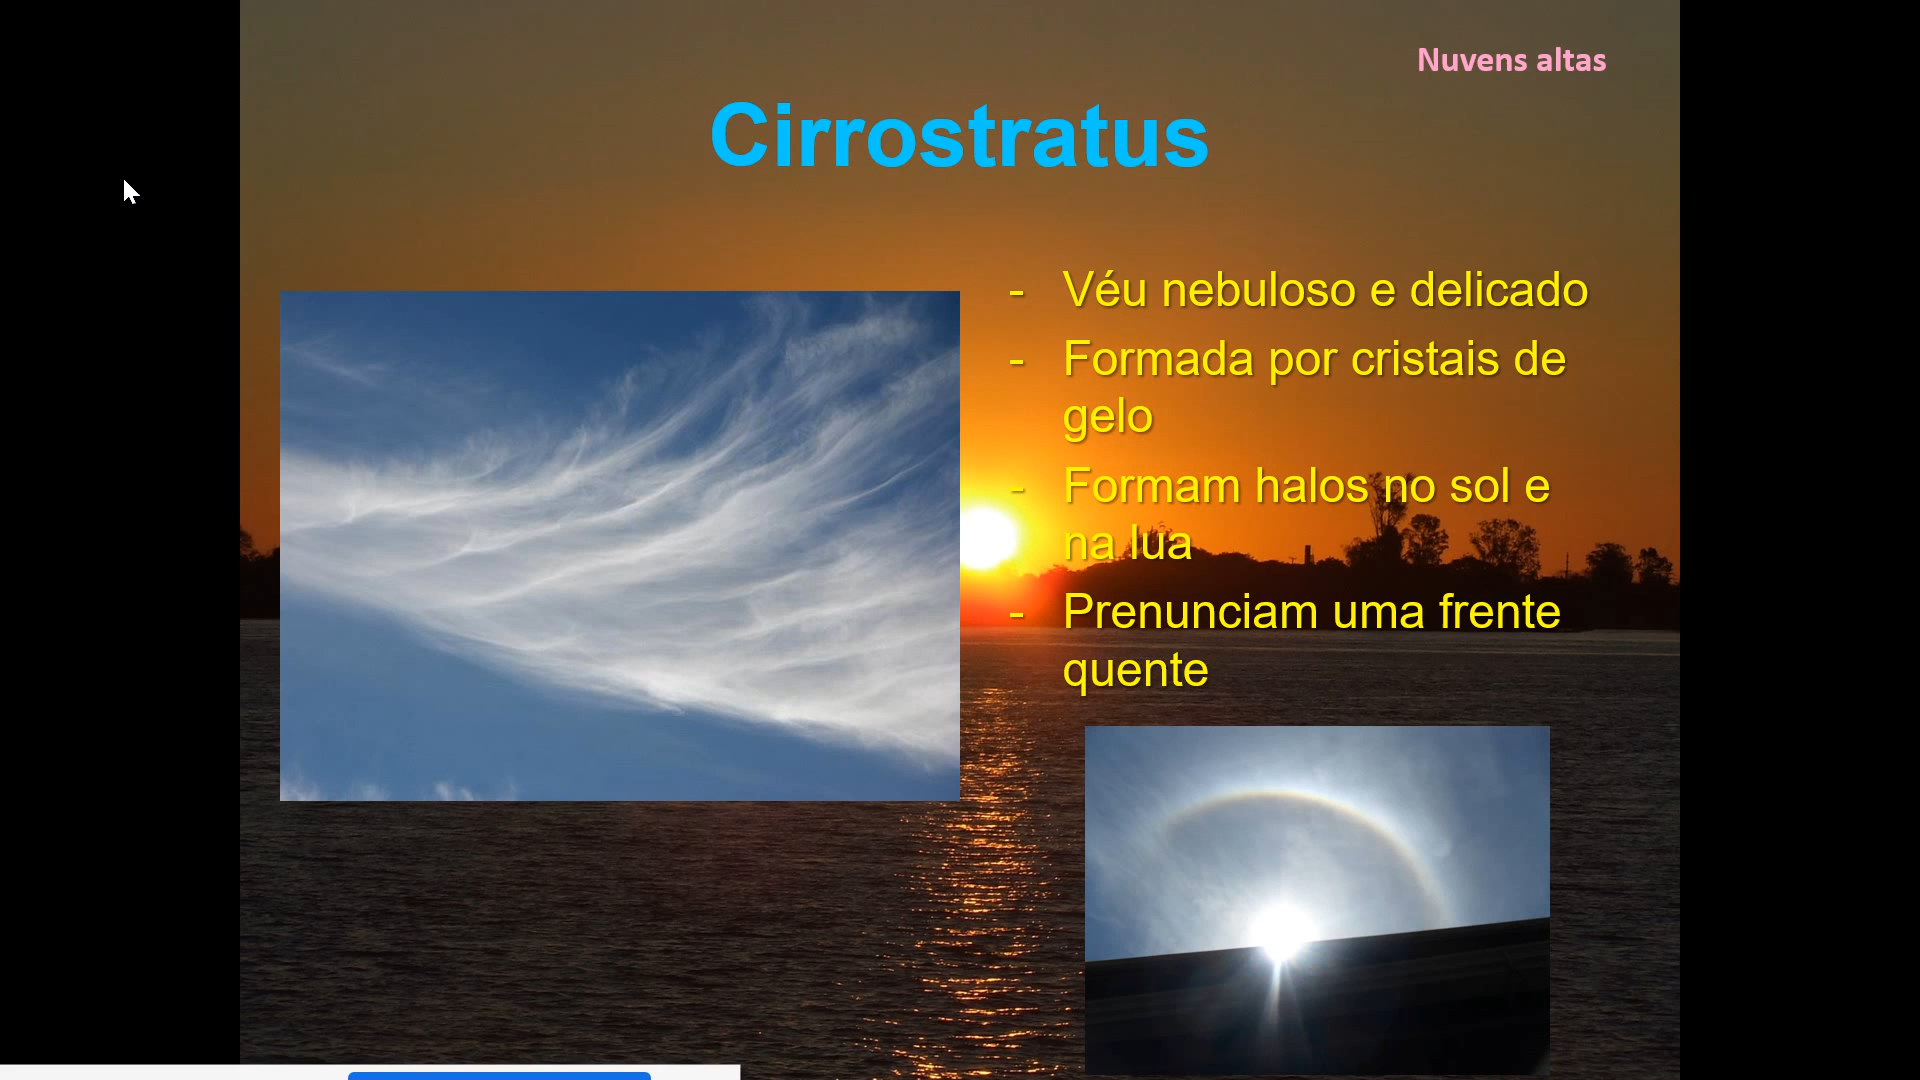 Nuvens altas
Cirrostratus
- Véu nebuloso e delicado
- Formada por cristais de
gelo
- Formam halos no sol e
na lua
- Prenunciam uma frente
quente